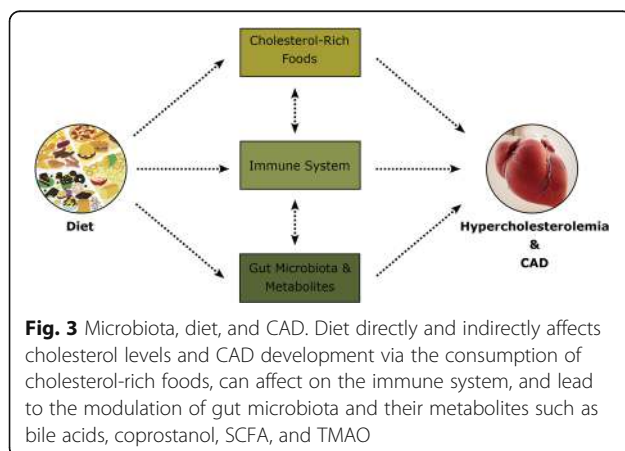 Cholesterol-Rich
Foods
Immune System
Diet
Hypercholesterolemia
&
CAD
Gut Microbiota &
Metabolites
Fig. 3 Microbiota, diet, and CAD. Diet directly and indirectly affects
cholesterol levels and CAD development via the consumption of
cholesterol-rich foods, can affect on the immune system, and lead
to the modulation of gut microbiota and their metabolites such as
bile acids, coprostanol, SCFA, and TMAO